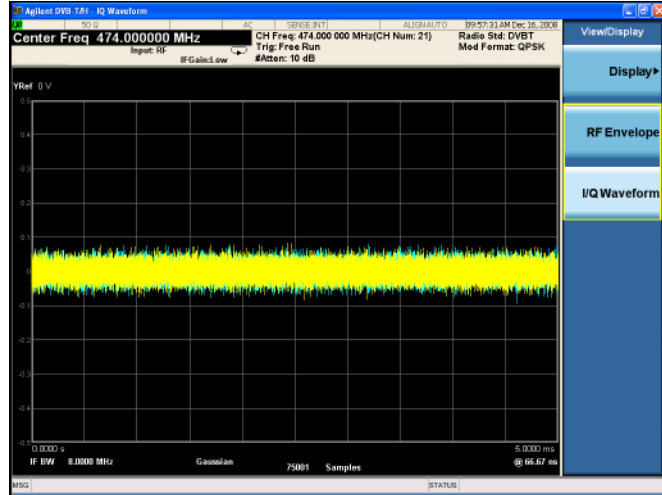 Agilent DVB-T/H - IQ Waveform
50 Ω AC SENSE:INT ALIGNAUTO 09:57:31 AM Dec 16, 2008
Center Freq 474.000000 MHz
Input: RF
IFGain:Low
CH Freq: 474.000 000 MHz(CH Num: 21)
Trig: Free Run
#Atten: 10 dB
Radio Std: DVBT
Mod Format: QPSK
View/Display
Display
RF Envelope
I/Q Waveform
YRef 0 V
0.5
0.4
0.3
0.2
0.1
0
-0.1
-0.2
-0.3
-0.4
-0.5
0.0000 s 5.0000 ms
IF BW 8.0000 MHz Gaussian 75001 Samples @ 66.67 ns
MSG STATUS